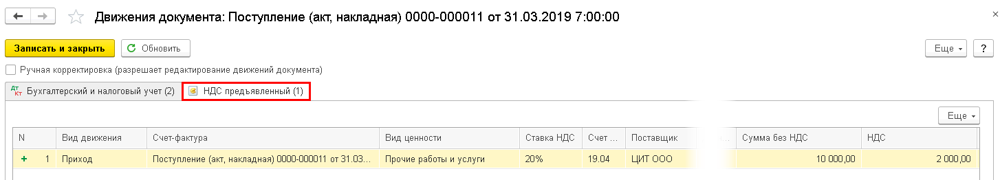 Движения документа: Поступление (акт, накладная) 0000-000011 от 31.03.2019 7:00:00
Записать и закрыть Обновить Еще ?
Ручная корректировка (разрешает редактирование движений документа)
Дт Кт Бухгалтерский и налоговый учет (2) НДС предъявленный (1)
Еще
N Вид движения Счет-фактура Вид ценности Ставка НДС Счет ... Поставщик Сумма без НДС НДС
1 Приход Поступление (акт, накладная) 0000-000011 от 31.03... Прочие работы и услуги 20% 19.04 ЦИТ ООО 10 000,00 2 000,00